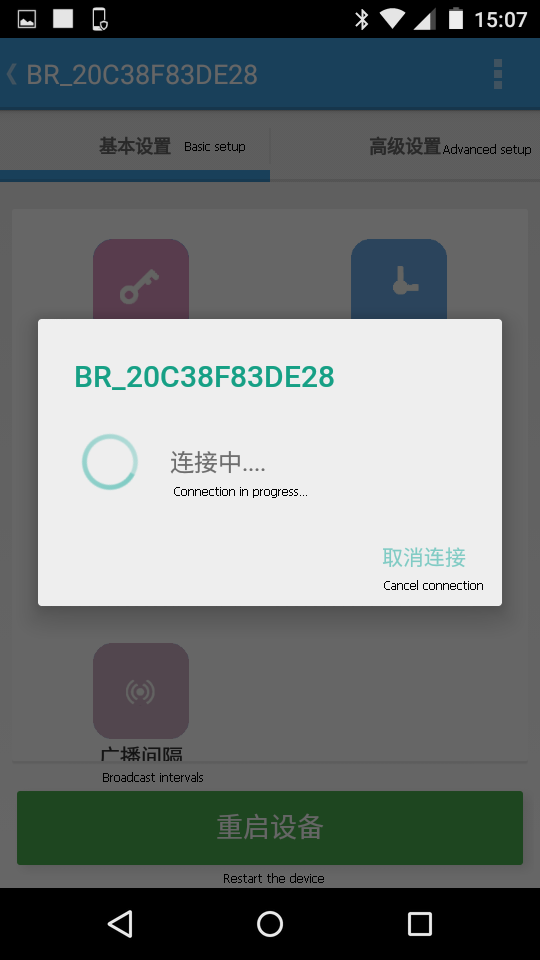 15:07
BR_20C38F83DE28
基本设置 Basic setup
高级设置 Advanced setup
BR_20C38F83DE28
连接中....
Connection in progress...
取消连接
Cancel connection
广播间隔
Broadcast intervals
重启设备
Restart the device